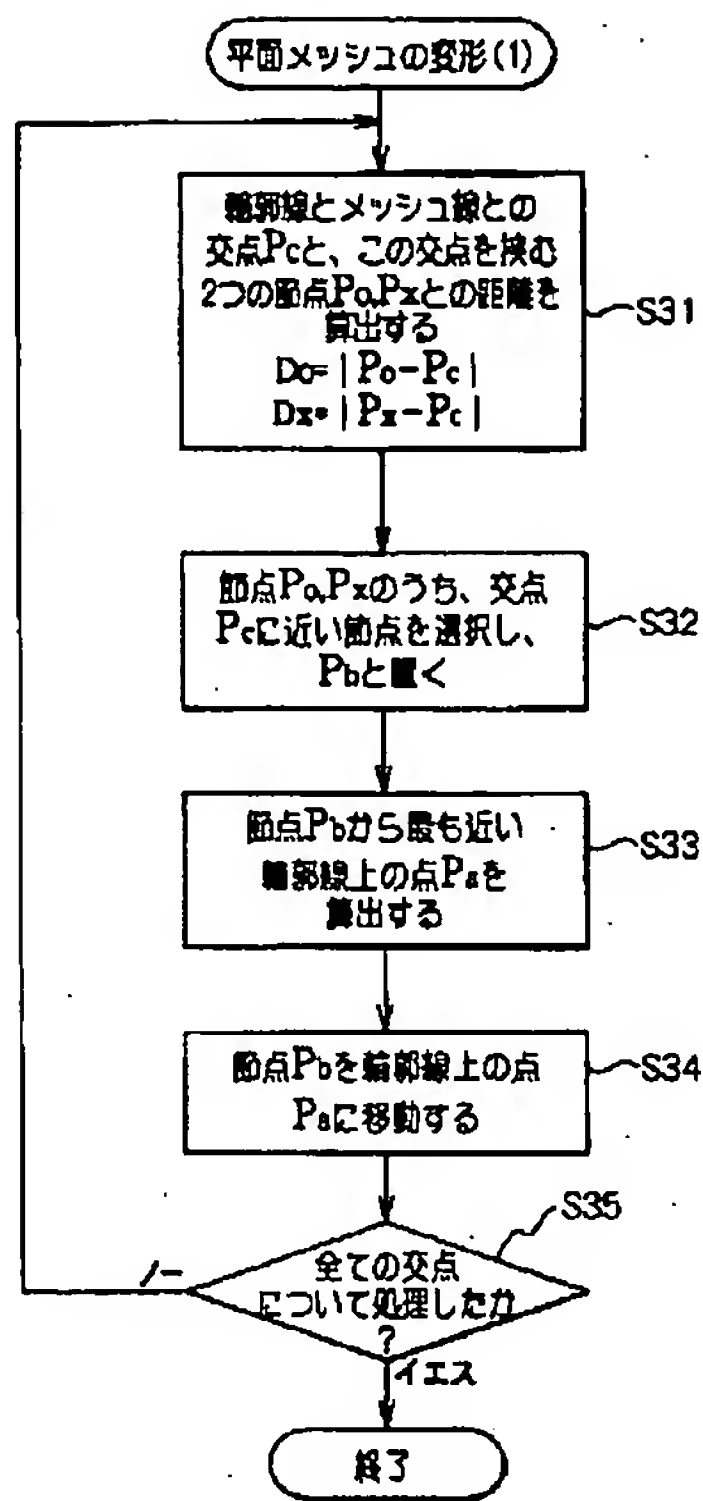 平面メッシュの変形(1)
輪郭線とメッシュ線との
交点Pcと、この交点を挟む
2つの節点Po,Pxとの距離を
算出する
Do=|Po-Pc|
Dx=|Px-Pc|
S31
節点Po,Pxのうち、交点
Pcに近い節点を選択し、
Pbと置く
S32
節点Pbから最も近い
輪郭線上の点Paを
算出する
S33
節点Pbを輪郭線上の点
Paに移動する
S34
S35
全ての交点
について処理したか
?
ノー
イエス
終了